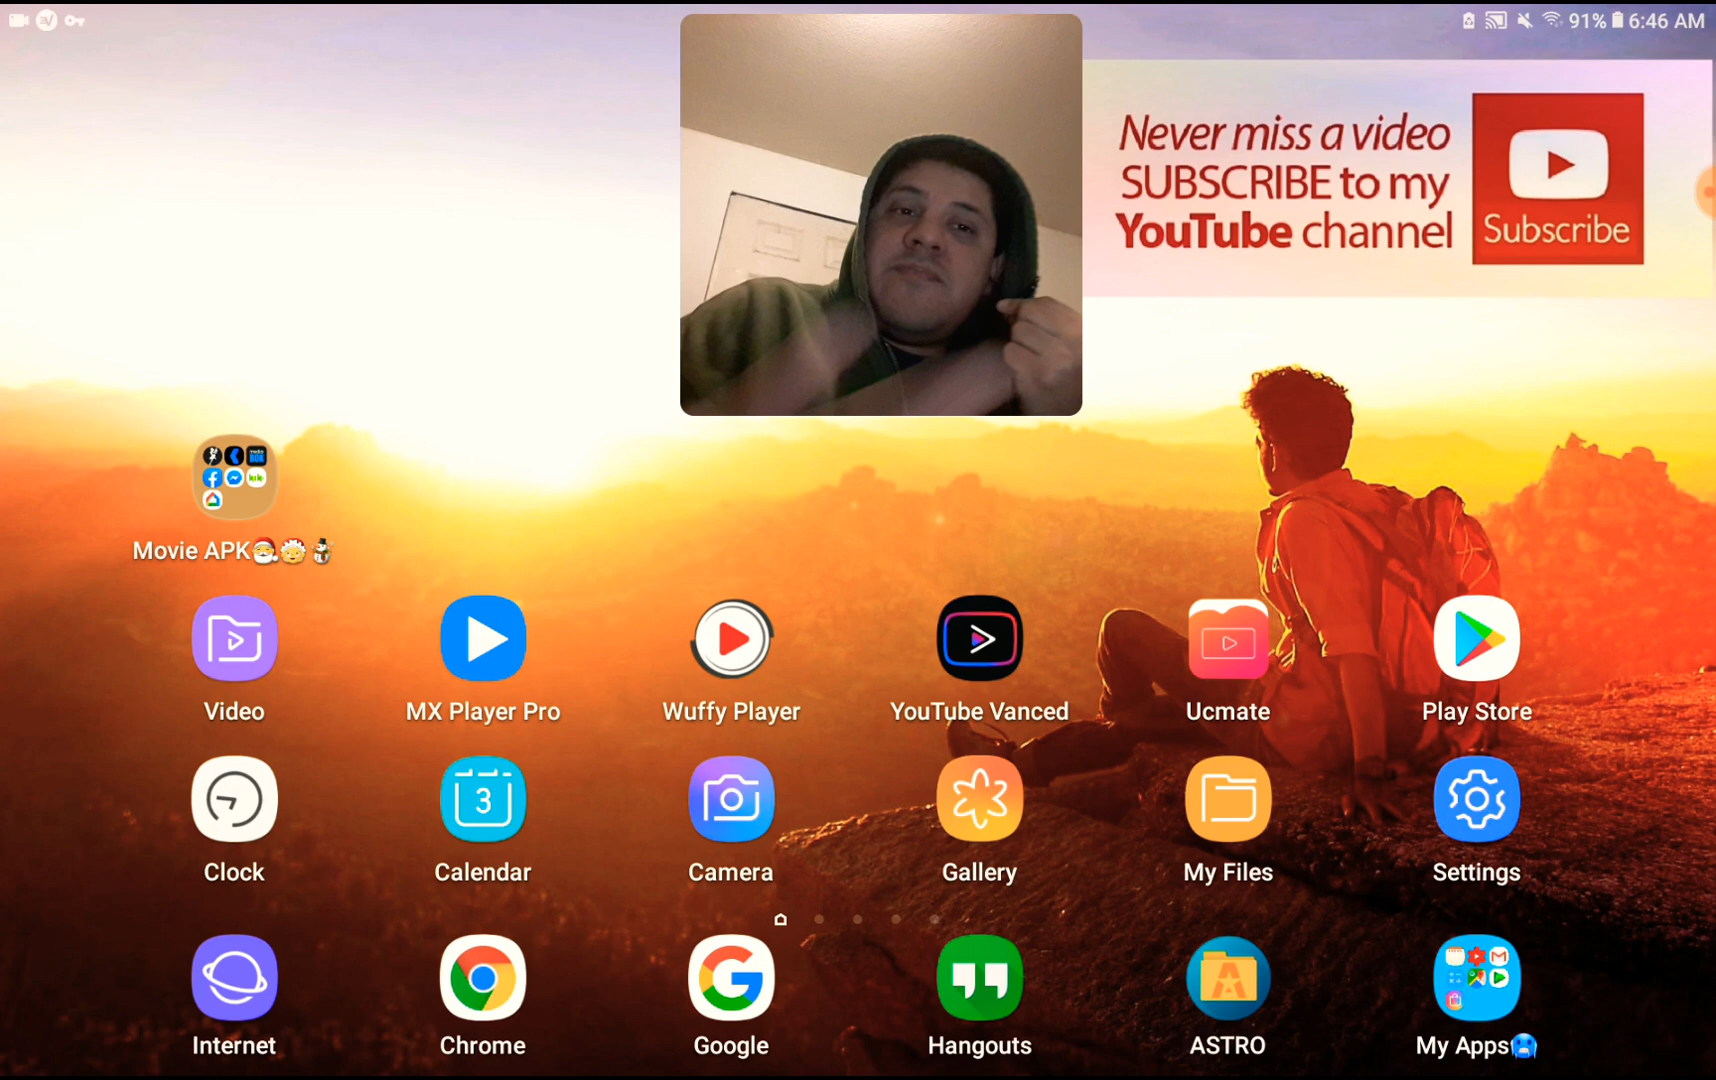 91% 6:46 AM
Never miss a video
SUBSCRIBE to my
YouTube channel
Subscribe
Movie APK🎅🤶⛄
Video
MX Player Pro
Wuffy Player
YouTube Vanced
Ucmate
Play Store
Clock
3
Calendar
Camera
Gallery
My Files
Settings
Internet
Chrome
Google
Hangouts
ASTRO
My Apps🥶